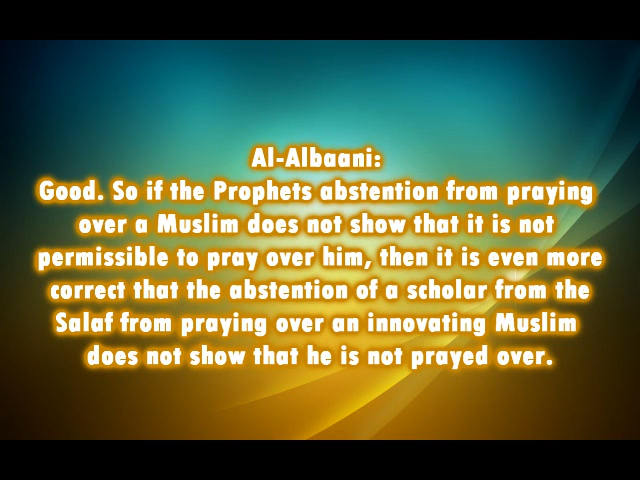 Al-Albaani:
Good. So if the Prophets abstention from praying
over a Muslim does not show that it is not
permissible to pray over him, then it is even more
correct that the abstention of a scholar from the
Salaf from praying over an innovating Muslim
does not show that he is not prayed over.